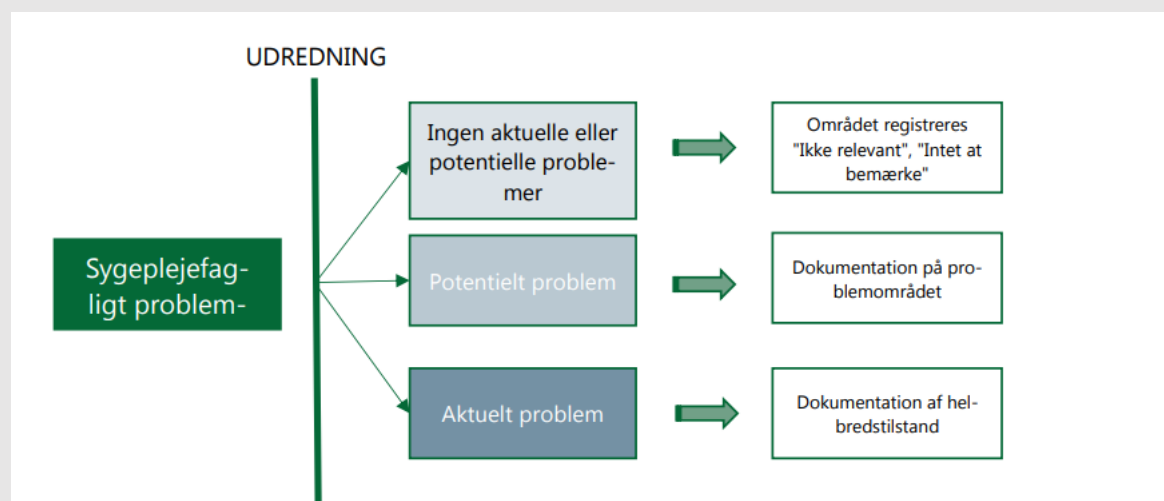 UDREDNING
Ingen aktuelle eller
potentielle proble-
mer
Området registreres
"Ikke relevant", "Intet at
bemærke"
Sygeplejefag-
ligt problem-
Potentielt problem
Dokumentation på pro-
blemområdet
Aktuelt problem
Dokumentation af hel-
bredstilstand